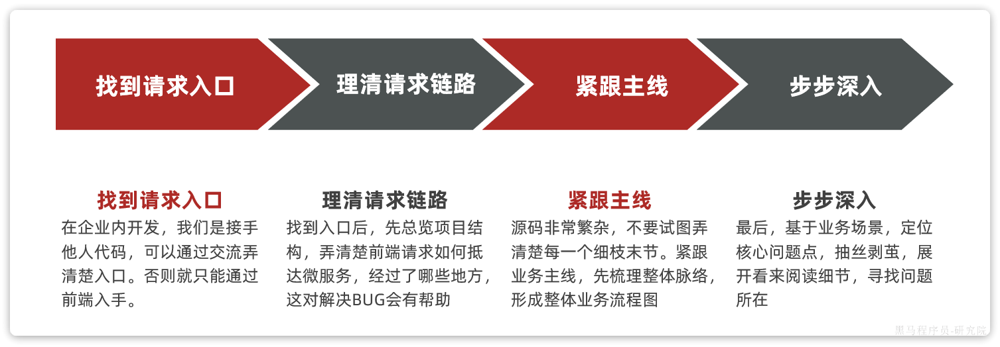 找到请求入口
理清请求链路
紧跟主线
步步深入
找到请求入口
在企业内开发，我们是接手
他人代码，可以通过交流弄
清楚入口。否则就只能通过
前端入手。
理清请求链路
找到入口后，先总览项目结
构，弄清楚前端请求如何抵
达微服务，经过了哪些地方，
这对解决BUG会有帮助
紧跟主线
源码非常繁杂，不要试图弄
清楚每一个细枝末节。紧跟
业务主线，先梳理整体脉络，
形成整体业务流程图
步步深入
最后，基于业务场景，定位
核心问题点，抽丝剥茧，展
开看来阅读细节，寻找问题
所在
黑马程序员-研究院